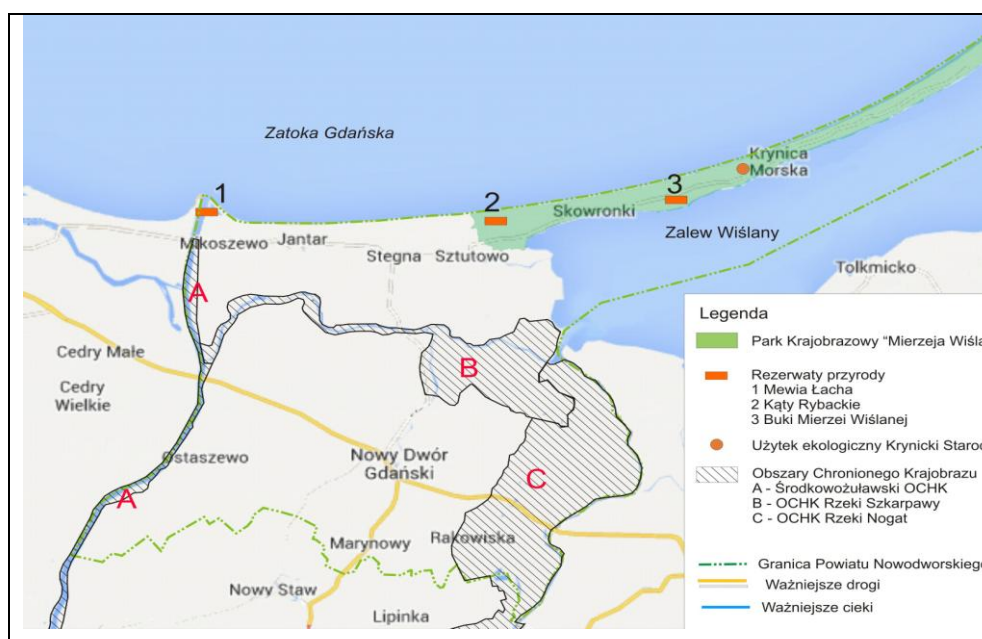 Zatoka Gdańska
1
2
3
Krynica
Morska
Skowronki
Mikoszewo
Jantar
Stegna
Sztutowo
Zalew Wiślany
Tolkmicko
A
Cedry Małe
B
Cedry
Wielkie
Ostaszewo
Nowy Dwór
Gdański
C
A
Marynowy
Rakowiska
Nowy Staw
Lipinka
Legenda
Park Krajobrazowy "Mierzeja Wiśla
Rezerwaty przyrody
1 Mewia Łacha
2 Kąty Rybackie
3 Buki Mierzei Wiślanej
Użytek ekologiczny Krynicki Staroc
Obszary Chronionego Krajobrazu
A - Środkowożuławski OCHK
B - OCHK Rzeki Szkarpawy
C - OCHK Rzeki Nogat
Granica Powiatu Nowodworskiego
Ważniejsze drogi
Ważniejsze cieki